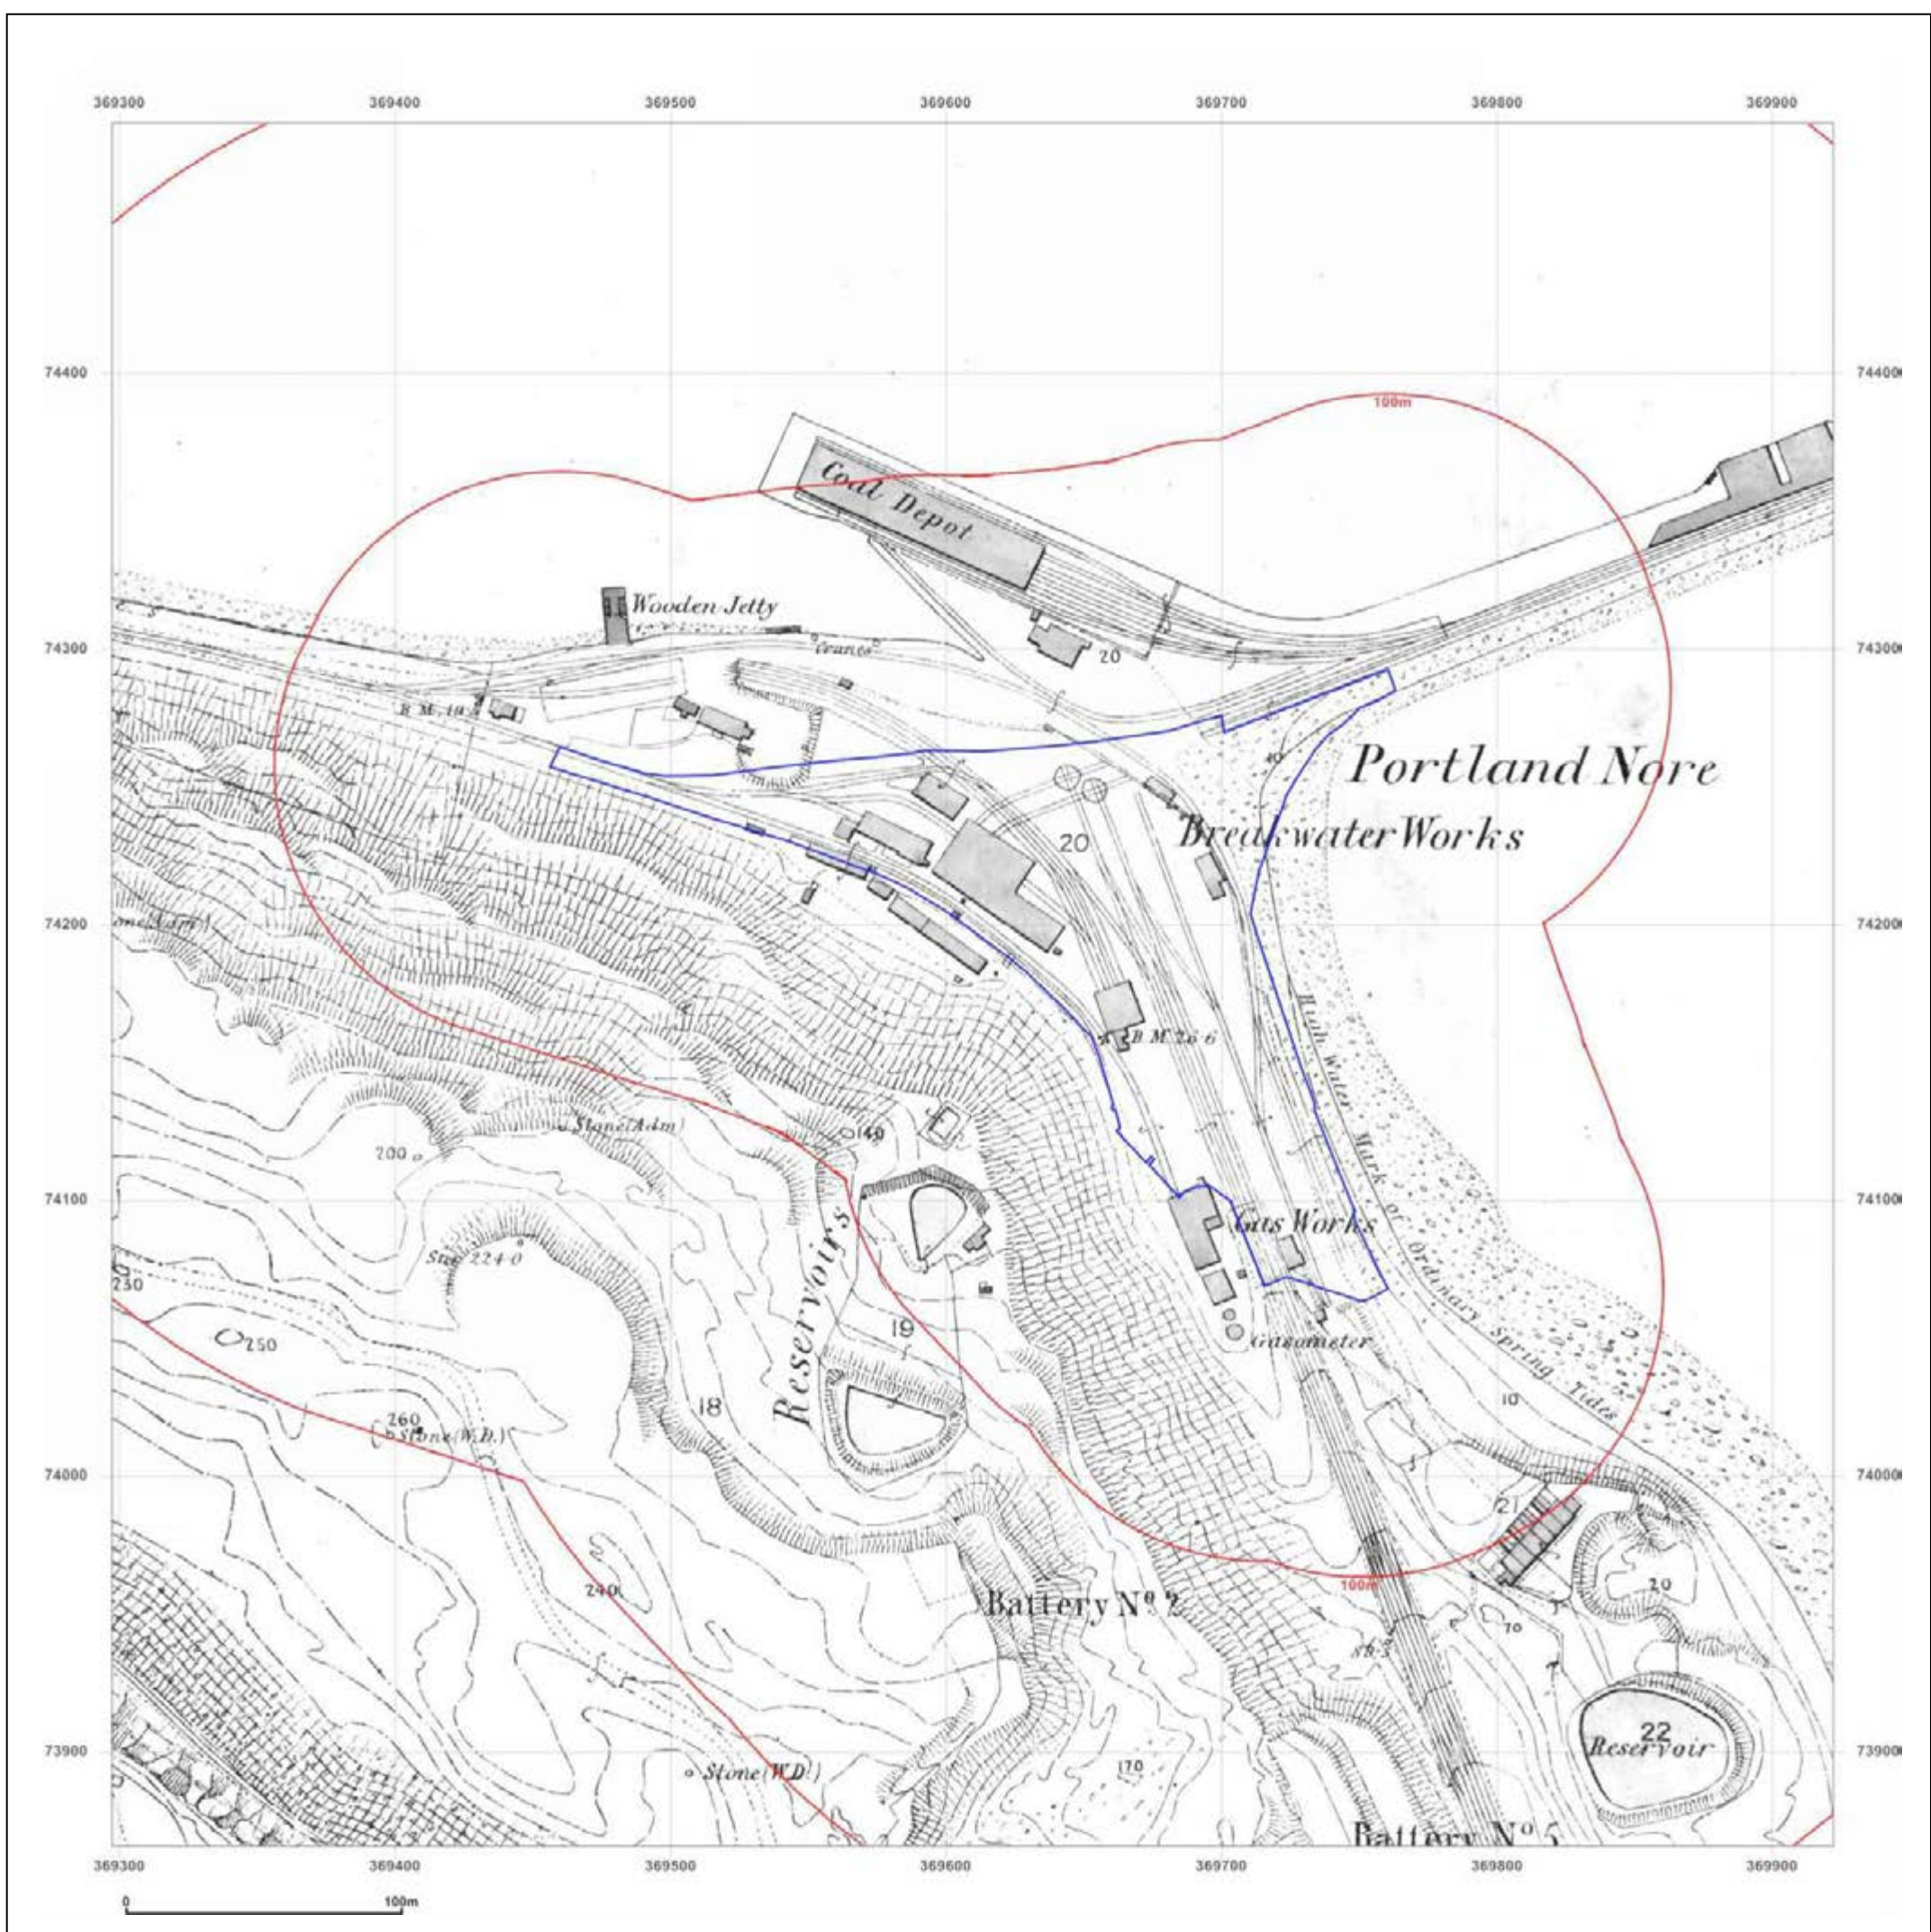 369300 369400 369500 369600 369700 369800 369900
100m
74400 74400
Coal Depot
Wooden Jetty
74300 Cranes 20 74300
B.M.
10
Portland Nore
Breakwater Works
20
74200 74200
B.M. 26.6
High Water Mark of Ordinary Spring Tides
Stone (Adm)
140
200
74100 74100
Gas Works
Reservoirs
224.0
230
19
250
Gasometer
18
10
260
Stone (W.D.)
74000 74000
21
240
100m
20
Battery No. 2
70
S.B.
22
Reservoir
73900 73900
Stone (W.D.)
170
Battery No. 5
369300 369400 369500 369600 369700 369800 369900
0 100m